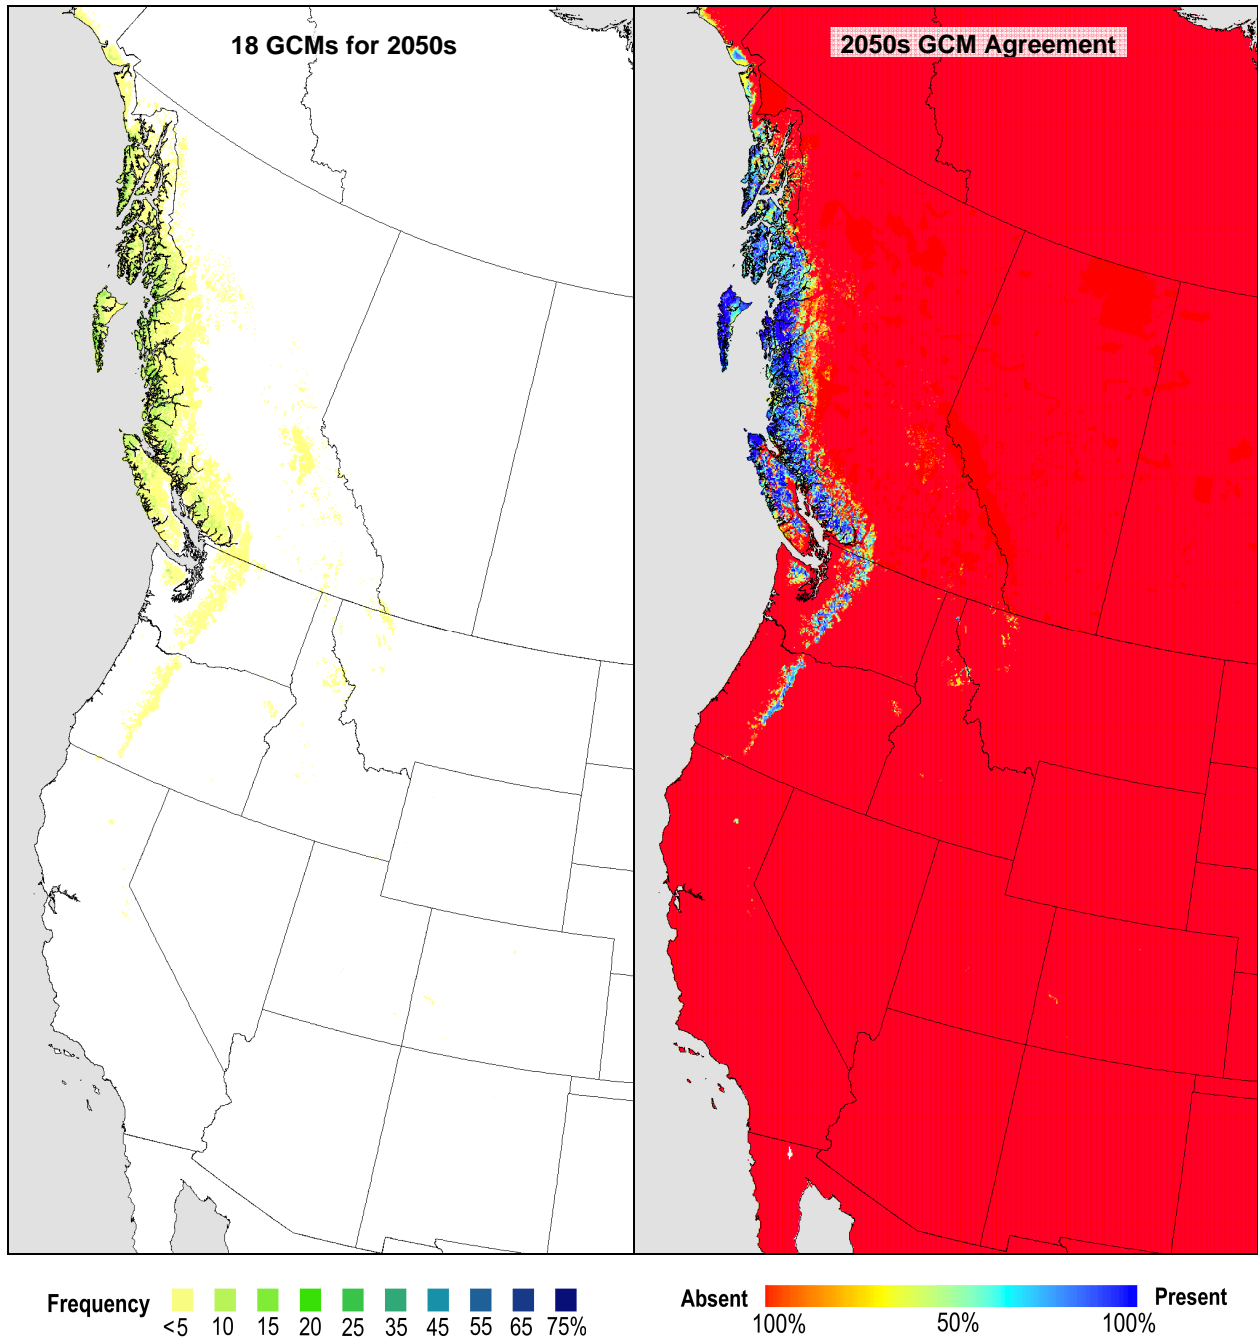 18 GCMs for 2050s
2050s GCM Agreement
Frequency
<5 10 15 20 25 35 45 55 65 75%
Absent Present
100% 50% 100%